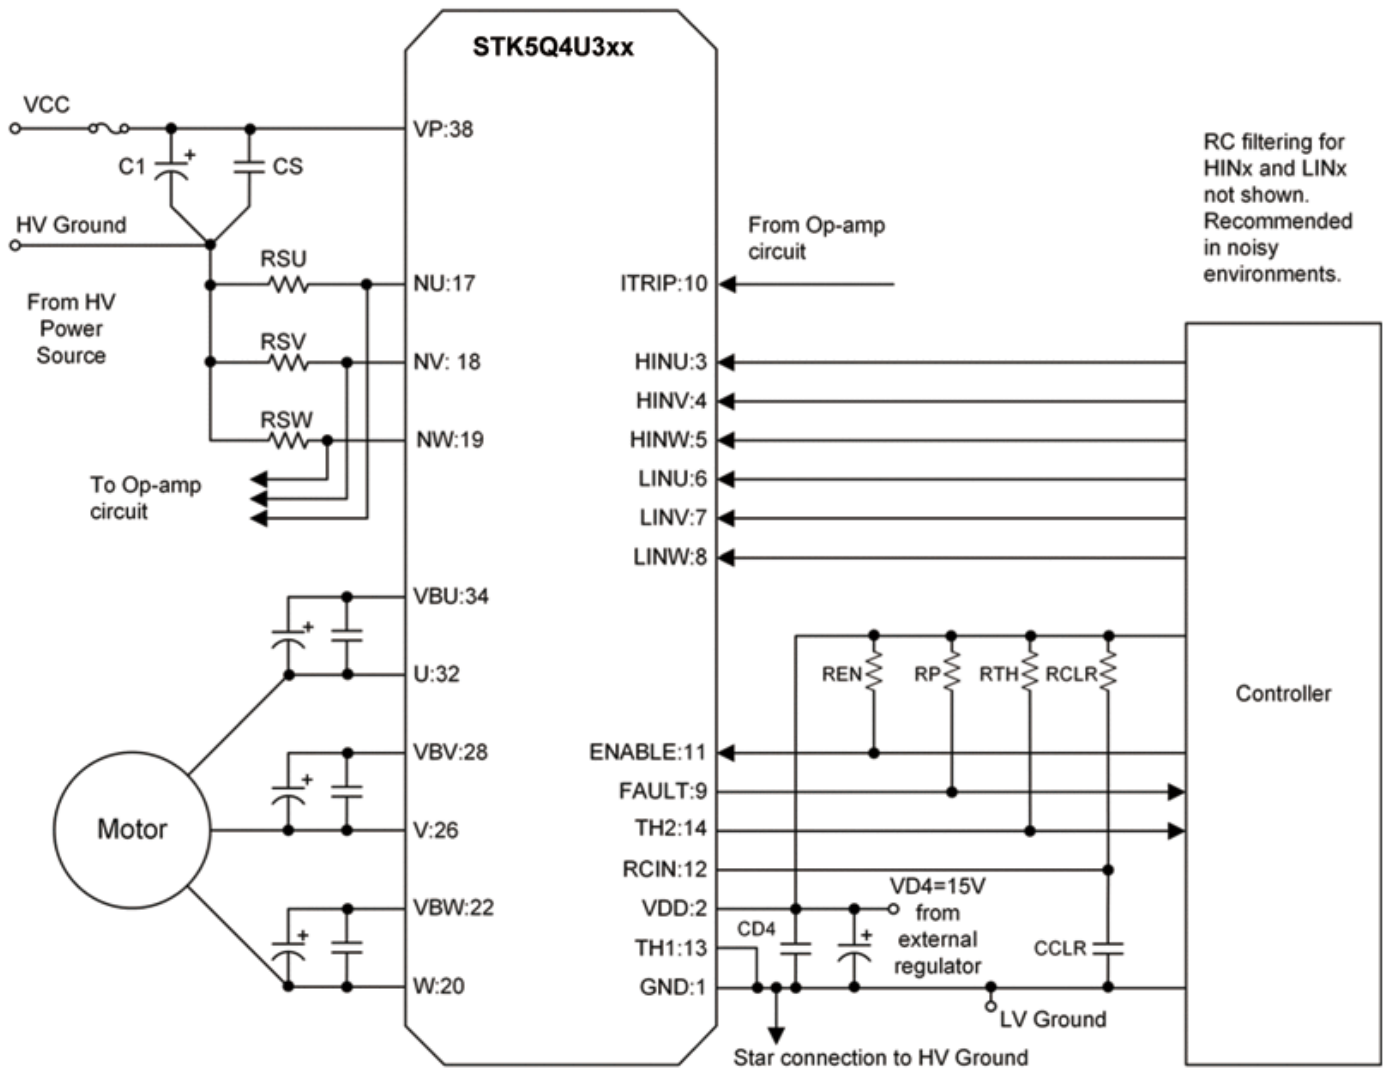 STK5Q4U3xx
VCC
VP:38
C1
+
CS
HV Ground
From HV
Power
Source
RSU
NU:17
RSV
NV: 18
RSW
NW:19
To Op-amp
circuit
VBU:34
+
U:32
VBV:28
+
V:26
Motor
VBW:22
+
W:20
From Op-amp
circuit
ITRIP:10
HINU:3
HINV:4
HINW:5
LINU:6
LINV:7
LINW:8
RC filtering for
HINx and LINx
not shown.
Recommended
in noisy
environments.
REN
RP
RTH
RCLR
Controller
ENABLE:11
FAULT:9
TH2:14
RCIN:12
VDD:2
VD4=15V
from
external
regulator
CD4
+
TH1:13
CCLR
GND:1
LV Ground
Star connection to HV Ground